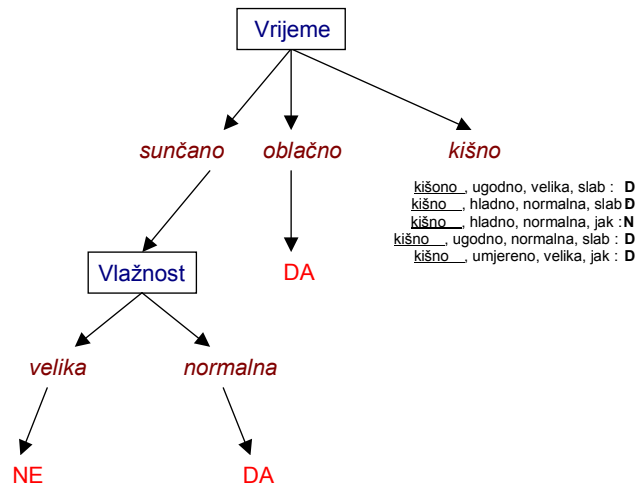 Vrijeme
sunčano oblačno kišno
kišono , ugodno, velika, slab : D
kišno , hladno, normalna, slab : D
kišno , hladno, normalna, jak : N
kišno , ugodno, normalna, slab : D
kišno , umjereno, velika, jak : D
Vlažnost DA
velika normalna
NE DA